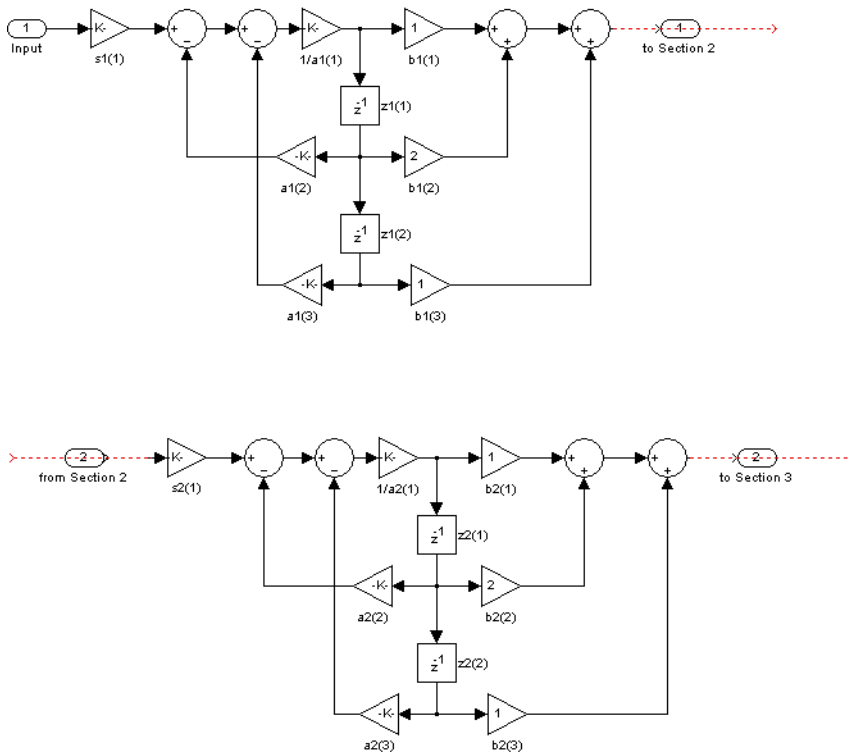 1 K- + − + − K- 1 + + + + 1
Input s1(1) 1/a1(1) b1(1) to Section 2
z-1 z1(1)
-K- 2
a1(2) b1(2)
z-1 z1(2)
-K- 1
a1(3) b1(3)
2 K- + − + − K- 1 + + + + 2
from Section 2 s2(1) 1/a2(1) b2(1) to Section 3
z-1 z2(1)
-K- 2
a2(2) b2(2)
z-1 z2(2)
-K- 1
a2(3) b2(3)